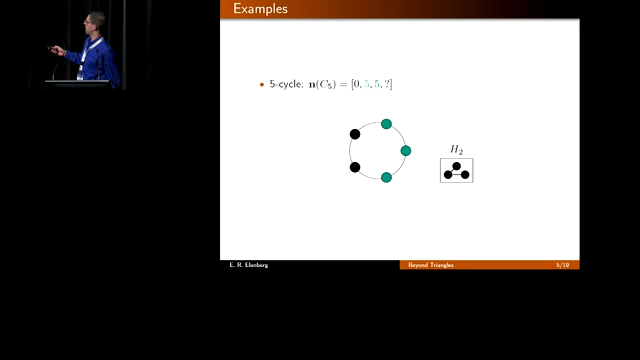 Examples
5-cycle: n(C5) = [0, 5, 5, ?]
H2
E. R. Elenberg
Beyond Triangles
5/19